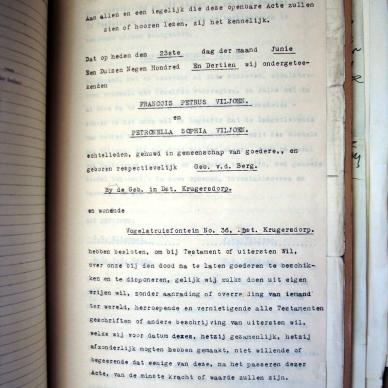 Aan allen en een iegelijk die deze openbare Acte zullen
zien of hooren lezen, zij het kennelijk.
Dat op heden den 23ste dag der maand Junie
Een Duizen Negen Hondred En Dertien wij ondergetee-
kenden
FRANCOIS PETRUS VILJOEN.
en
PETRONELLA SOPHIA VILJOEN.
echtelieden, gehuwd in gemeenschap van goedere., en
geboren respectievelijk Geb. v.d. Berg.
By de Geb. in Dst. Krugersdorp.
en wonende
Vogelstruisfontein No. 36, Dst. Krugersdorp.
hebben besloten, om bij Testament of uitersten Wil,
over onze bij den dood na te laten goederen te beschik-
ken en te disponeren, gelijk wij zulks doen uit eigen
vrijen wil, zonder aanrading of overreding van iemand
ter wereld, herroepende en vernietigende alle Testamenten
geschriften of andere beschrijving van uitersten wil,
welke wij voor datum dezes, hetzij gezamenlijk, hetzij
afzonderlijk mogten hebben gemaakt, niet willende of
begeerende dat eenige van deze, na het passeren dezer
Acte, van de minste kracht of waarde zullen zijn.